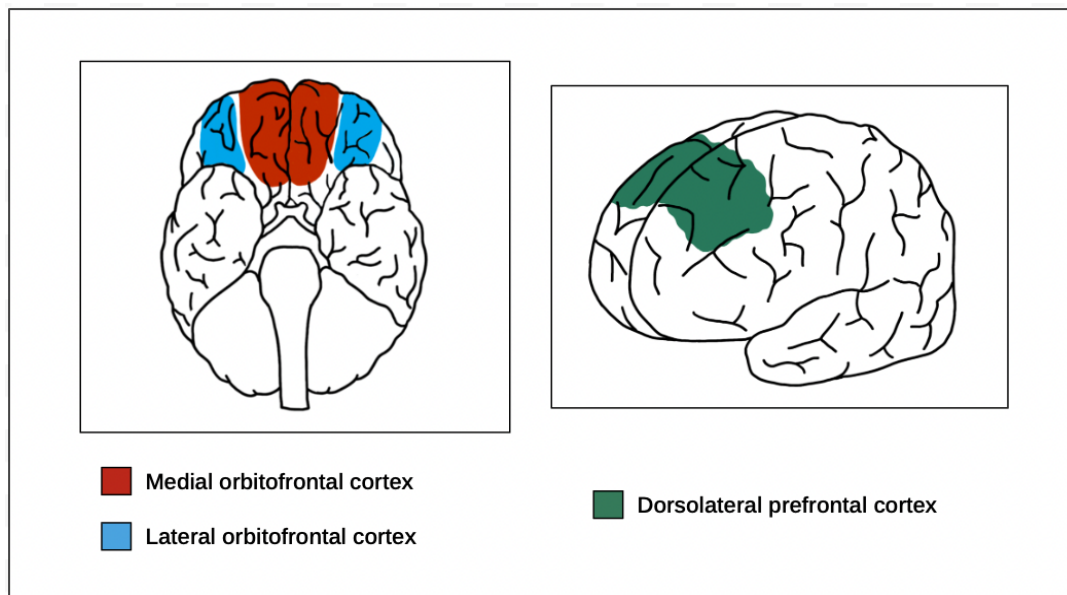 Medial orbitofrontal cortex
Lateral orbitofrontal cortex
Dorsolateral prefrontal cortex